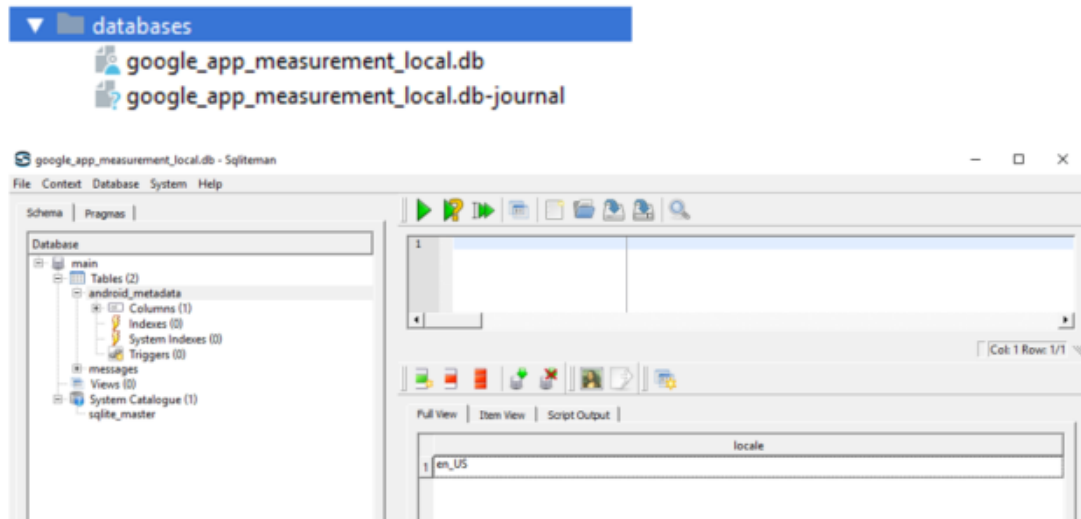 databases
google_app_measurement_local.db
google_app_measurement_local.db-journal
google_app_measurement_local.db - Sqliteman
File Context Database System Help
Schema Pragmas
Database
main
Tables (2)
android_metadata
Columns (1)
Indexes (0)
System Indexes (0)
Triggers (0)
messages
Views (0)
System Catalogue (1)
sqlite_master
1
Col: 1 Row: 1/1
Full View Item View Script Output
locale
1 en_US